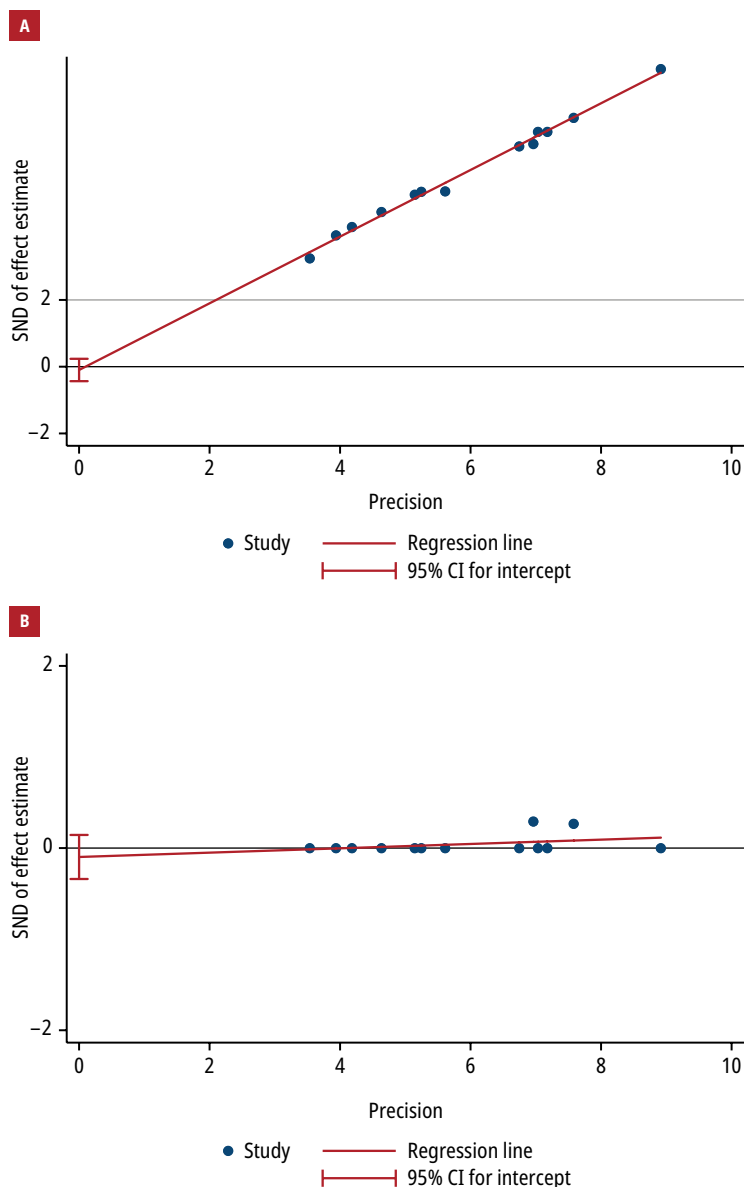 A
SND of effect estimate
2
0
−2
0 2 4 6 8 10
Precision
Study Regression line
95% CI for intercept
B
SND of effect estimate
2
0
−2
0 2 4 6 8 10
Precision
Study Regression line
95% CI for intercept